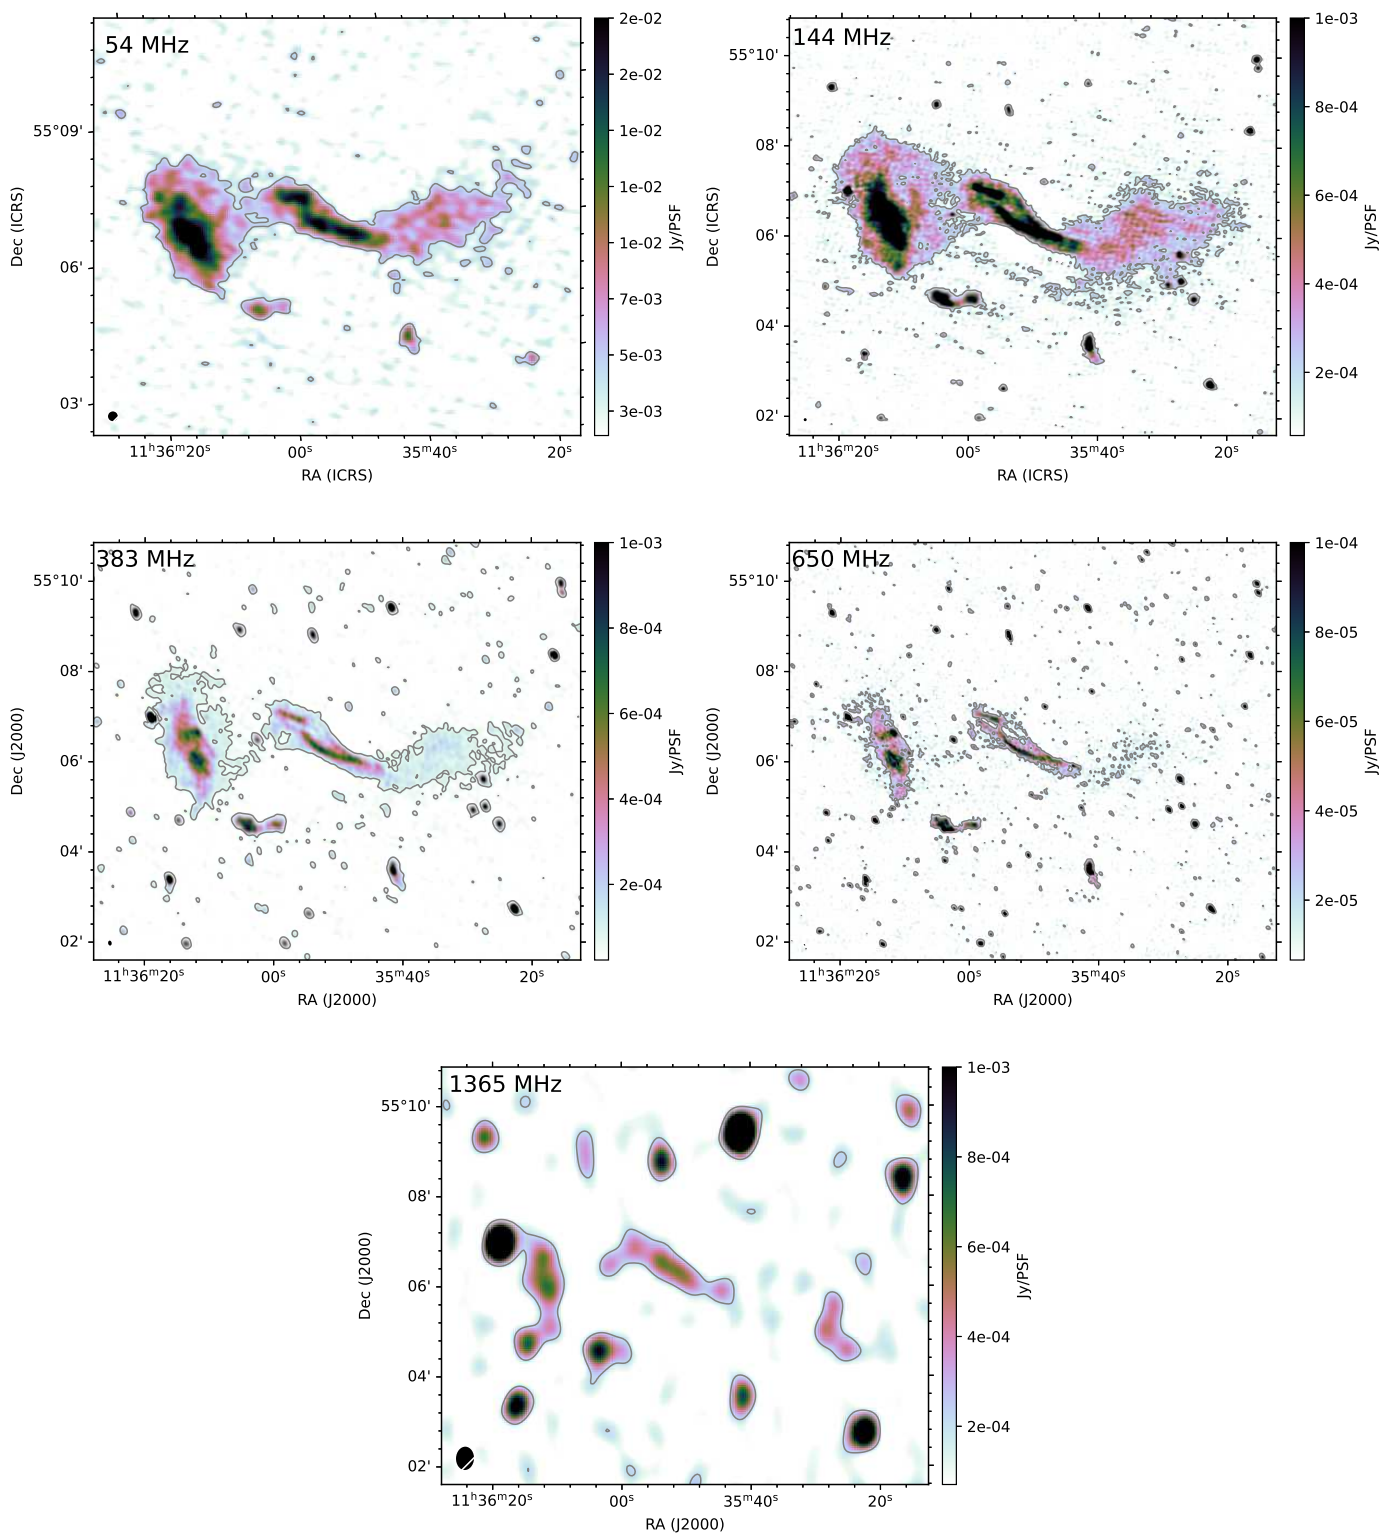 54 MHz
55°09'
06'
03'
11ʰ36ᵐ20ˢ
00ˢ
35ᵐ40ˢ
20ˢ
RA (ICRS)
Dec (ICRS)
2e-02
2e-02
1e-02
1e-02
1e-02
7e-03
5e-03
3e-03
Jy/PSF
144 MHz
55°10'
08'
06'
04'
02'
11ʰ36ᵐ20ˢ
00ˢ
35ᵐ40ˢ
20ˢ
RA (ICRS)
Dec (ICRS)
1e-03
8e-04
6e-04
4e-04
2e-04
Jy/PSF
383 MHz
55°10'
08'
06'
04'
02'
11ʰ36ᵐ20ˢ
00ˢ
35ᵐ40ˢ
20ˢ
RA (J2000)
Dec (J2000)
1e-03
8e-04
6e-04
4e-04
2e-04
Jy/PSF
650 MHz
55°10'
08'
06'
04'
02'
11ʰ36ᵐ20ˢ
00ˢ
35ᵐ40ˢ
20ˢ
RA (J2000)
Dec (J2000)
1e-04
8e-05
6e-05
4e-05
2e-05
Jy/PSF
1365 MHz
55°10'
08'
06'
04'
02'
11ʰ36ᵐ20ˢ
00ˢ
35ᵐ40ˢ
20ˢ
RA (J2000)
Dec (J2000)
1e-03
8e-04
6e-04
4e-04
2e-04
Jy/PSF